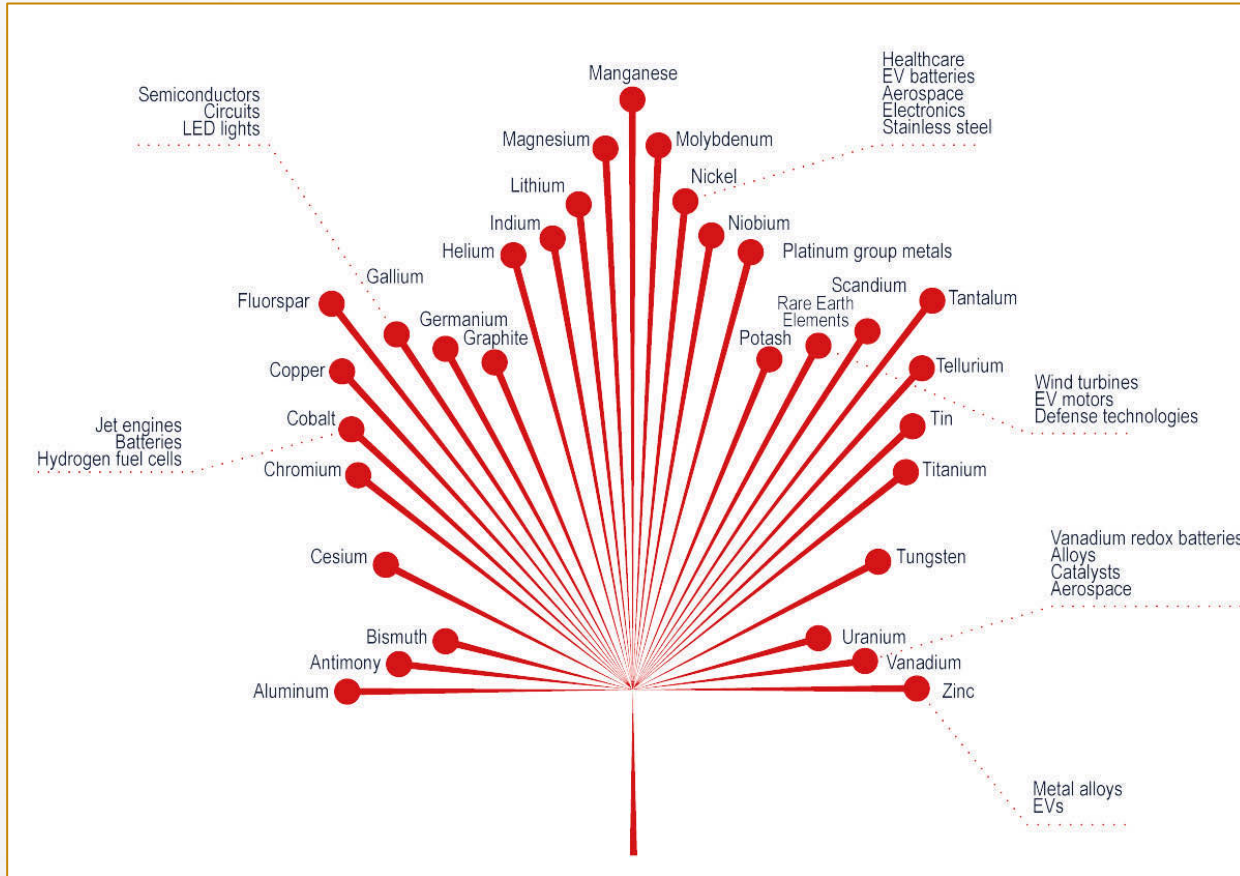 Manganese
Semiconductors
Circuits
LED lights
Healthcare
EV batteries
Aerospace
Electronics
Stainless steel
Magnesium
Molybdenum
Lithium
Nickel
Indium
Niobium
Helium
Platinum group metals
Gallium
Scandium
Fluorspar
Tantalum
Germanium
Graphite
Rare Earth
Elements
Potash
Copper
Tellurium
Wind turbines
EV motors
Defense technologies
Cobalt
Tin
Jet engines
Batteries
Hydrogen fuel cells
Chromium
Titanium
Cesium
Tungsten
Vanadium redox batteries
Alloys
Catalysts
Aerospace
Bismuth
Uranium
Antimony
Vanadium
Aluminum
Zinc
Metal alloys
EVs